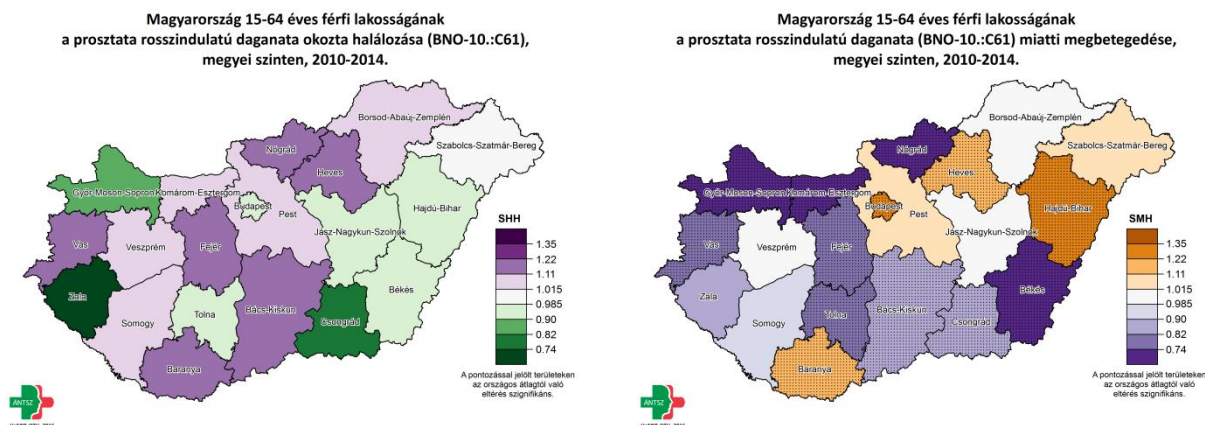 Magyarország 15-64 éves férfi lakosságának
a prosztata rosszindulatú daganata okozta halálozása (BNO-10.:C61),
megyei szinten, 2010-2014.
Borsod-Abaúj-Zemplén
Szabolcs-Szatmár-Bereg
Nógrád
Heves
Győr-Moson-Sopron
Komárom-Esztergom
Budapest
Pest
Hajdú-Bihar
Jász-Nagykun-Szolnok
Vas
Veszprém
Fejér
Békés
Zala
Somogy
Tolna
Bács-Kiskun
Csongrád
Baranya
SHH
1.35
1.22
1.11
1.015
0.985
0.90
0.82
0.74
A pontozással jelölt területeken
az országos átlagtól való
eltérés szignifikáns.
ÁNTSZ
Magyarország 15-64 éves férfi lakosságának
a prosztata rosszindulatú daganata (BNO-10.:C61) miatti megbetegedése,
megyei szinten, 2010-2014.
Borsod-Abaúj-Zemplén
Szabolcs-Szatmár-Bereg
Nógrád
Heves
Győr-Moson-Sopron
Komárom-Esztergom
Budapest
Pest
Hajdú-Bihar
Jász-Nagykun-Szolnok
Vas
Veszprém
Fejér
Békés
Zala
Somogy
Tolna
Bács-Kiskun
Csongrád
Baranya
SMH
1.35
1.22
1.11
1.015
0.985
0.90
0.82
0.74
A pontozással jelölt területeken
az országos átlagtól való
eltérés szignifikáns.
ÁNTSZ